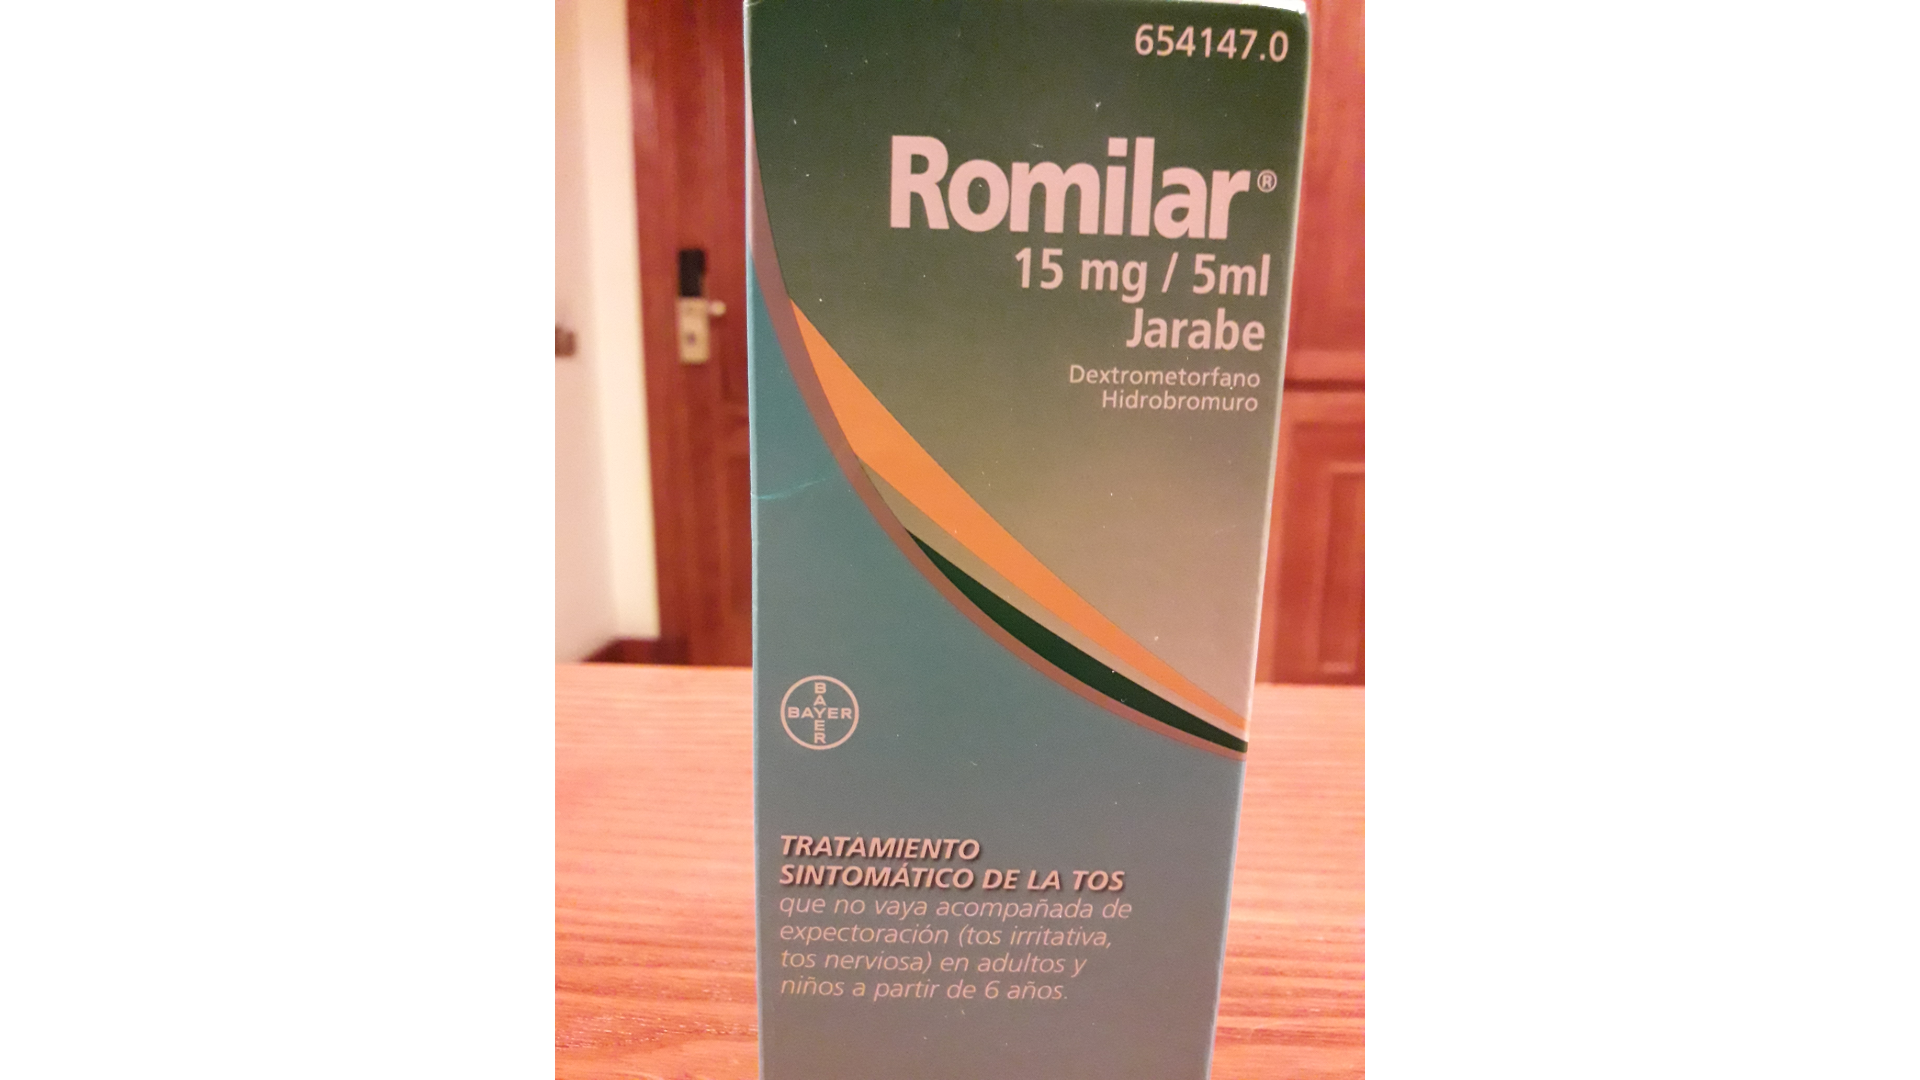 654147.0
Romilar®
15 mg / 5ml
Jarabe
Dextrometorfano
Hidrobromuro
BAYER
BAYER
TRATAMIENTO
SINTOMÁTICO DE LA TOS
que no vaya acompañada de
expectoración (tos irritativa,
tos nerviosa) en adultos y
niños a partir de 6 años.